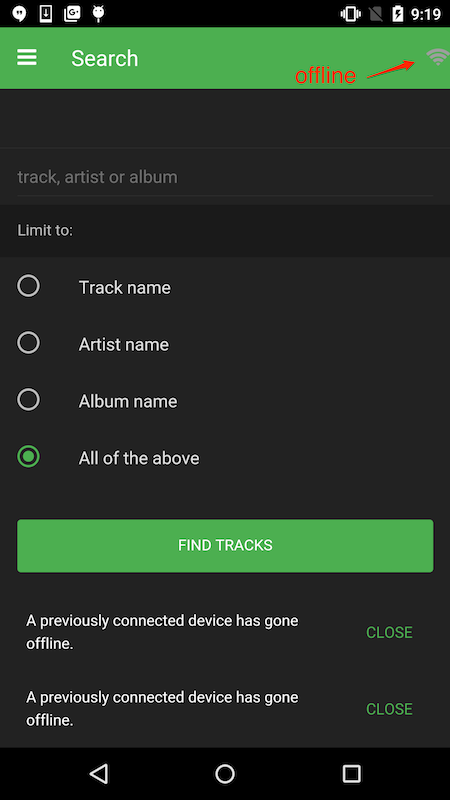 9:19
Search
offline
track, artist or album
Limit to:
Track name
Artist name
Album name
All of the above
FIND TRACKS
A previously connected device has gone
offline.
CLOSE
A previously connected device has gone
offline.
CLOSE